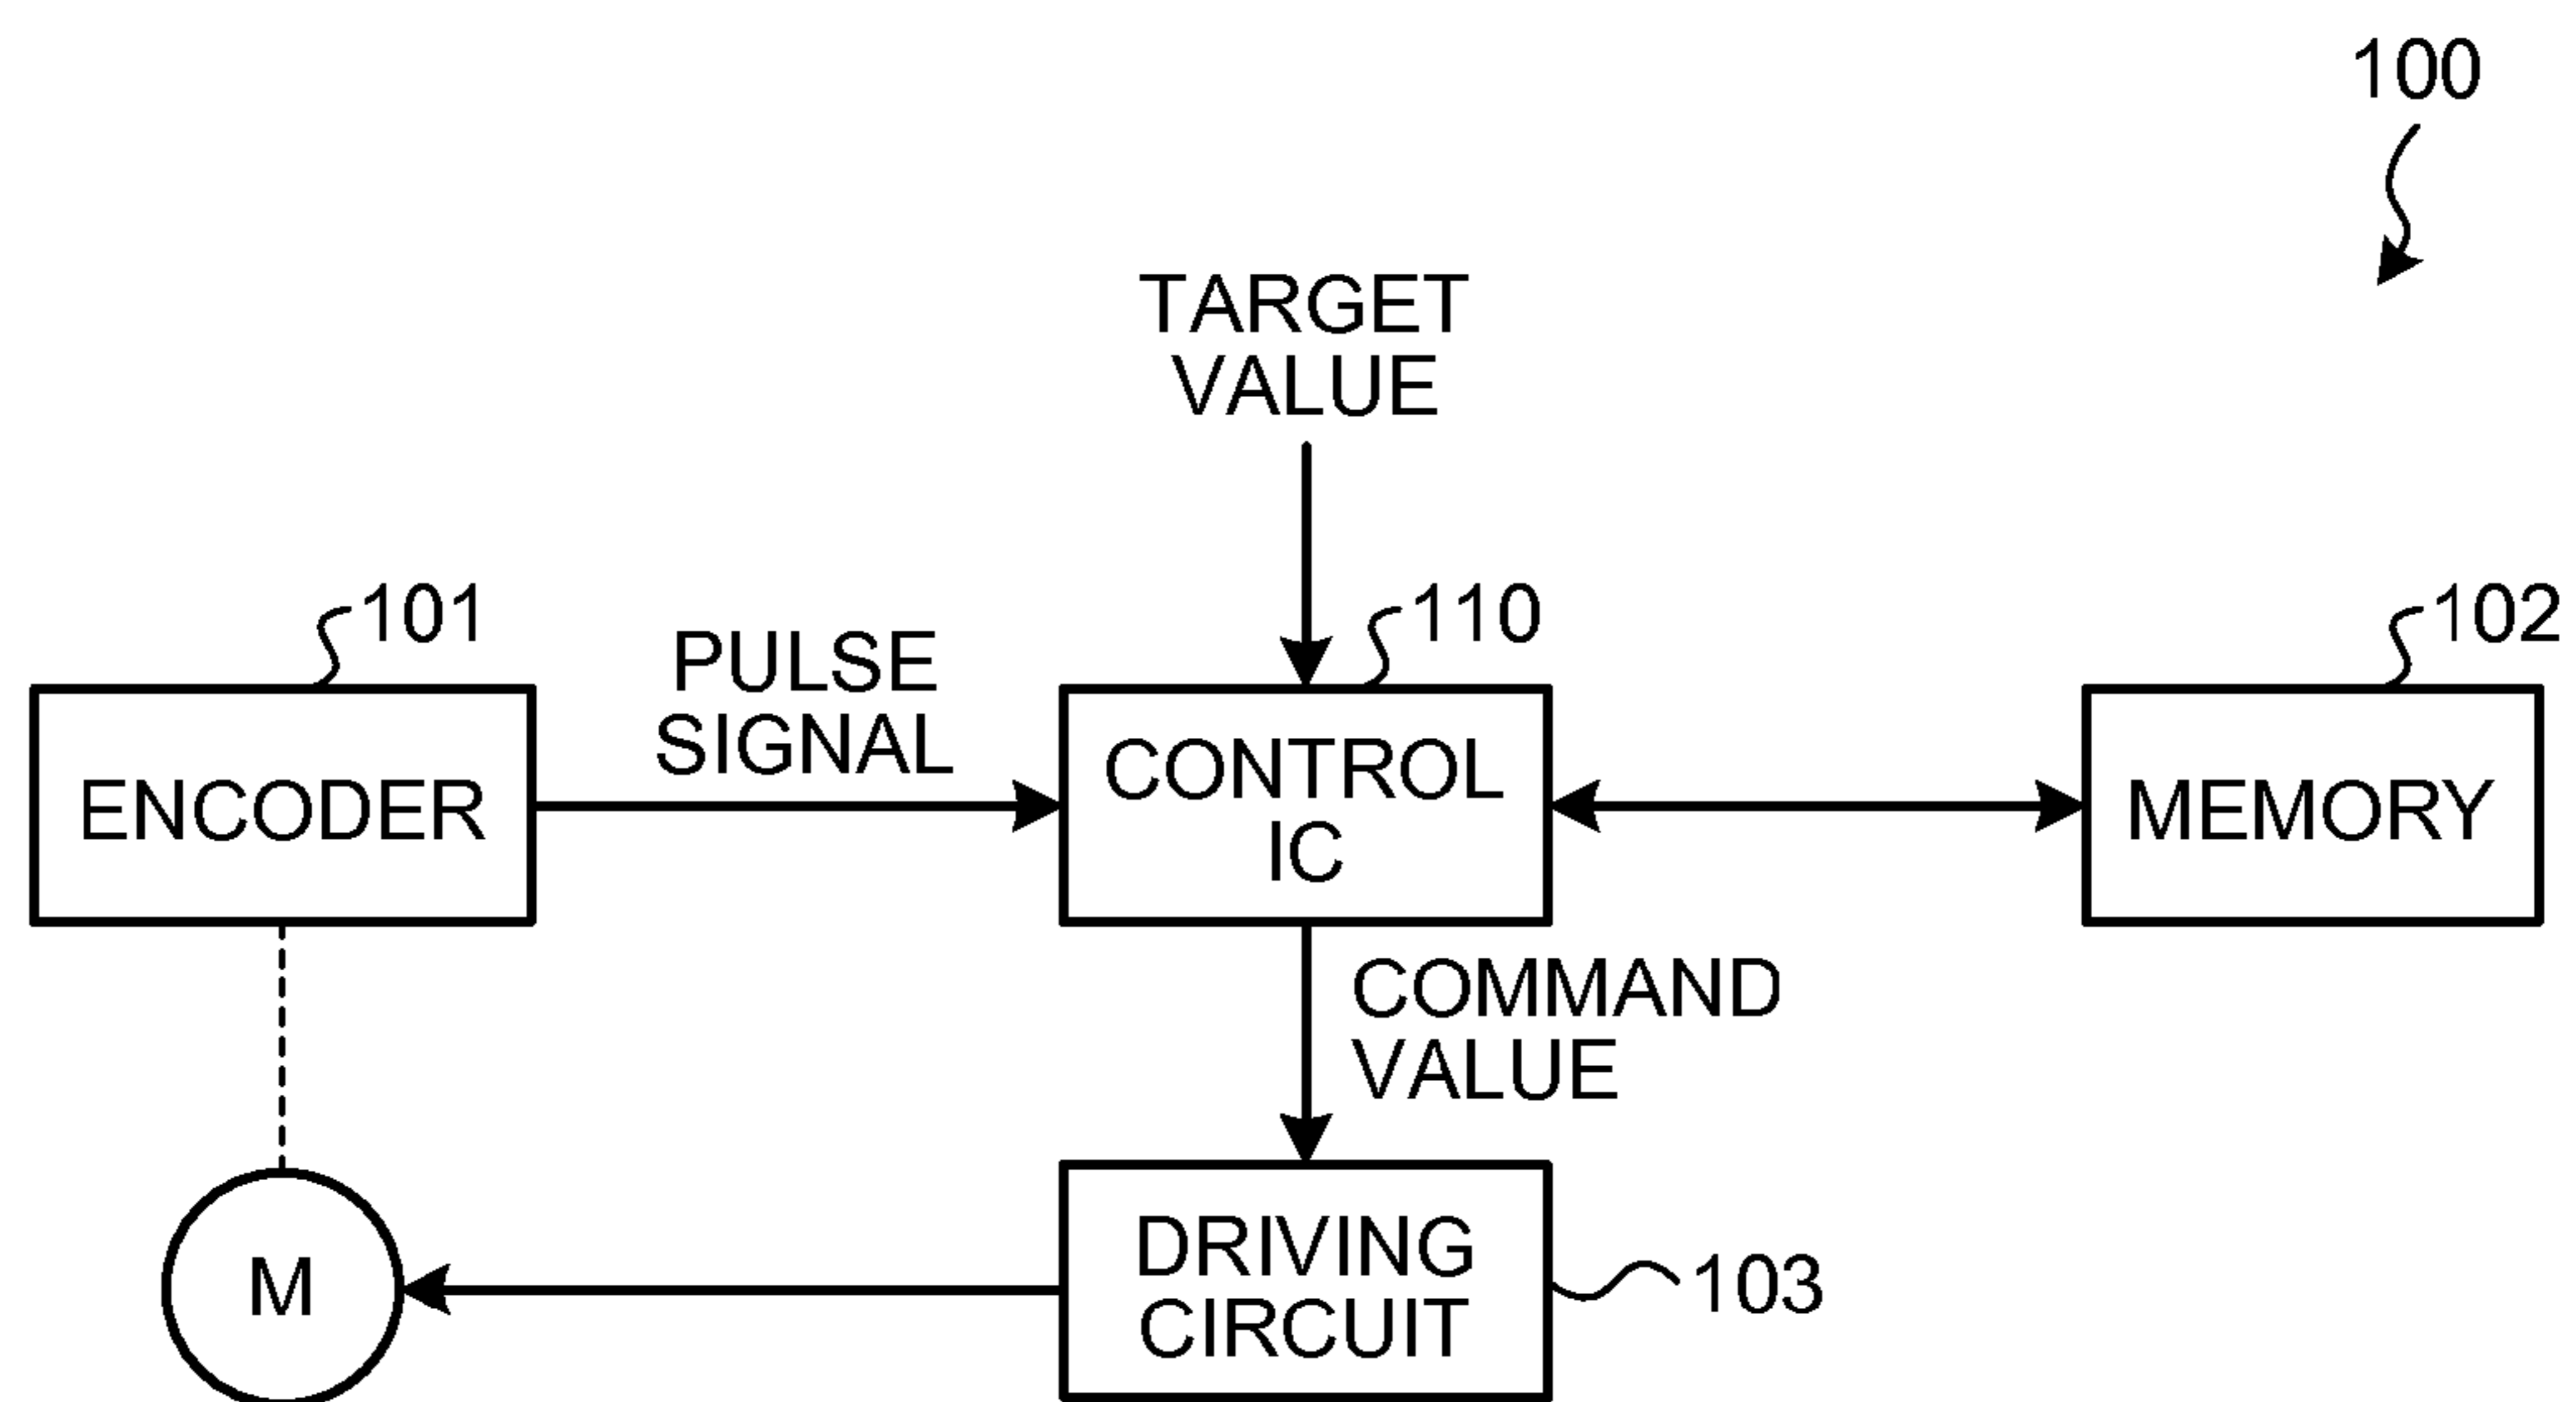 100
TARGET
VALUE
101
PULSE
SIGNAL
110
102
ENCODER
CONTROL
IC
MEMORY
COMMAND
VALUE
M
DRIVING
CIRCUIT
103